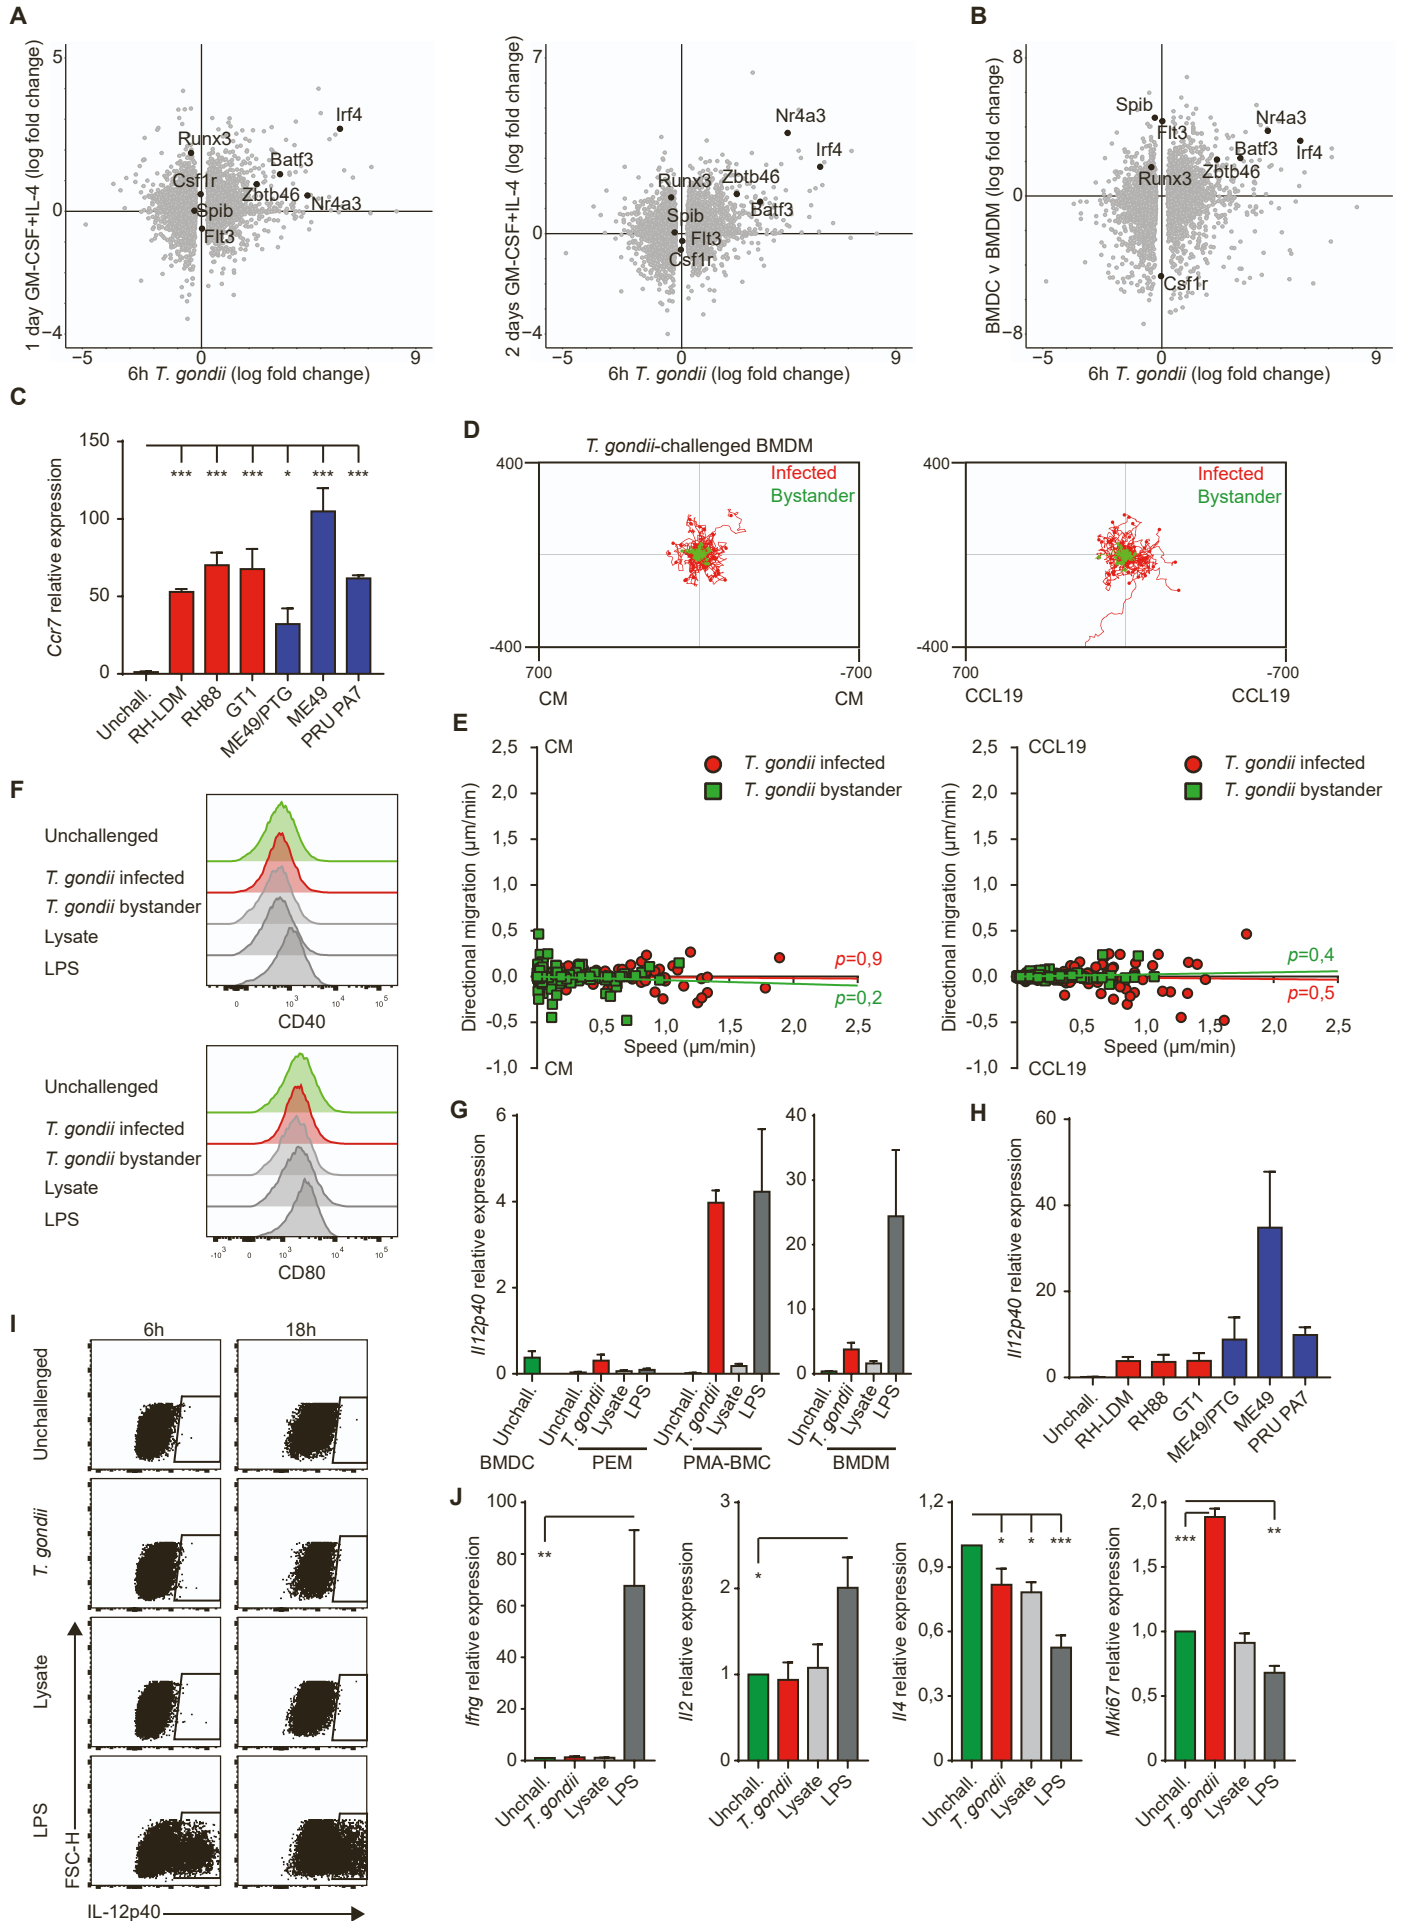 A
B
5
1 day GM-CSF+IL-4 (log fold change)
0
−4
−5
0
9
6h T. gondii (log fold change)
Irf4
Runx3
Batf3
Csf1r
Zbtb46
Nr4a3
Spib
Flt3
7
2 days GM-CSF+IL-4 (log fold change)
0
−4
−5
0
9
6h T. gondii (log fold change)
Nr4a3
Irf4
Runx3
Zbtb46
Batf3
Spib
Flt3
Csf1r
8
BMDC v BMDM (log fold change)
0
−8
−5
0
9
6h T. gondii (log fold change)
Spib
Nr4a3
Flt3
Batf3
Irf4
Runx3
Zbtb46
Csf1r
C
150
100
50
0
Ccr7 relative expression
*** *** *** * *** ***
Unchall.
RH-LDM
RH88
GT1
ME49/PTG
ME49
PRU PA7
D
T. gondii-challenged BMDM
400
Infected
Bystander
-400
700
-700
CM
CM
400
Infected
Bystander
-400
700
-700
CCL19
CCL19
E
2,5
CM
T. gondii infected
T. gondii bystander
2,0
1,5
1,0
0,5
0,0
-0,5
-1,0
Directional migration (µm/min)
p=0,9
p=0,2
0,5 1,0 1,5 2,0 2,5
Speed (µm/min)
CM
2,5
CCL19
T. gondii infected
T. gondii bystander
2,0
1,5
1,0
0,5
0,0
-0,5
-1,0
Directional migration (µm/min)
p=0,4
p=0,5
0,5 1,0 1,5 2,0 2,5
Speed (µm/min)
CCL19
F
Unchallenged
T. gondii infected
T. gondii bystander
Lysate
LPS
0 10^3 10^4 10^5
CD40
Unchallenged
T. gondii infected
T. gondii bystander
Lysate
LPS
-10^3 0 10^3 10^4 10^5
CD80
G
6
4
2
0
Il12p40 relative expression
40
30
20
10
0
Unchall.
Unchall.
T. gondii
Lysate
LPS
Unchall.
T. gondii
Lysate
LPS
Unchall.
T. gondii
Lysate
LPS
BMDC
PEM
PMA-BMC
BMDM
H
60
40
20
0
Il12p40 relative expression
Unchall.
RH-LDM
RH88
GT1
ME49/PTG
ME49
PRU PA7
I
6h
18h
Unchallenged
T. gondii
Lysate
LPS
FSC-H
IL-12p40
J
100
80
60
40
20
0
Ifng relative expression
**
Unchall.
T. gondii
Lysate
LPS
3
2
1
0
Il2 relative expression
*
Unchall.
T. gondii
Lysate
LPS
1,2
0,9
0,6
0,3
0
Il4 relative expression
* * ***
Unchall.
T. gondii
Lysate
LPS
2,0
1,5
1,0
0,5
0
Mki67 relative expression
***
**
Unchall.
T. gondii
Lysate
LPS